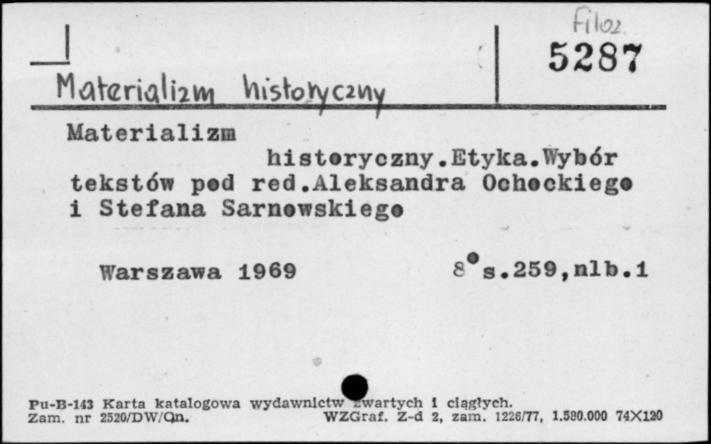 Filoz.
5287
Materializm historyczny
Materializm
historyczny.Etyka.Wybór
tekstów pod red.Aleksandra Ochockiego
i Stefana Sarnowskiego
Warszawa 1969 8° s.259,nlb.1
Pu-B-143 Karta katalogowa wydawnictw zwartych i ciągłych.
Zam. nr 2520/DW/Qn. WZGraf. Z-d 2, zam. 1226/77, 1.580.000 74X120